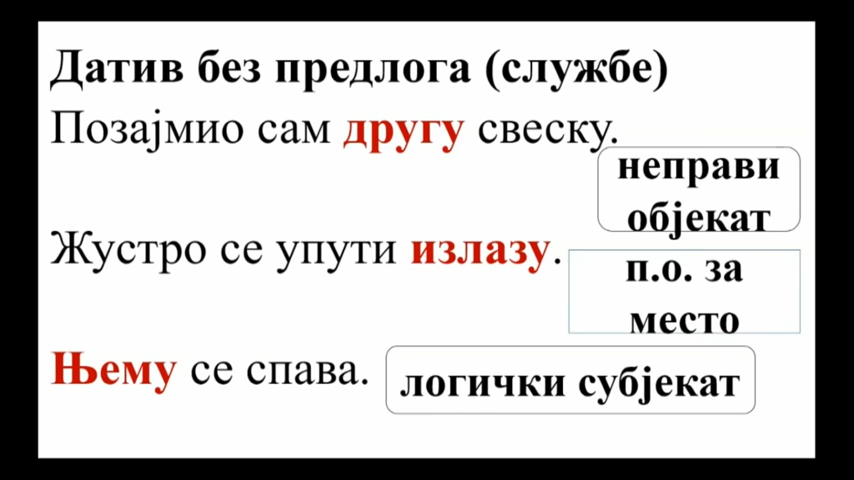 Датив без предлога (службе)
Позајмио сам другу свеску.
неправи
објекат
Жустро се упути излазу.
п.о. за
место
Њему се спава.
логички субјекат